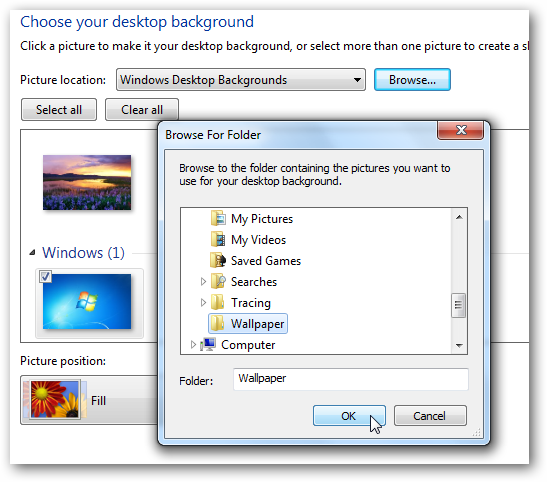 Choose your desktop background
Click a picture to make it your desktop background, or select more than one picture to create a sl
Picture location: Windows Desktop Backgrounds Browse...
Select all Clear all
Browse For Folder
Browse to the folder containing the pictures you want to
use for your desktop background.
My Pictures
My Videos
Saved Games
Searches
Tracing
Wallpaper
Computer
Folder: Wallpaper
OK Cancel
Windows (1)
Picture position:
Fill